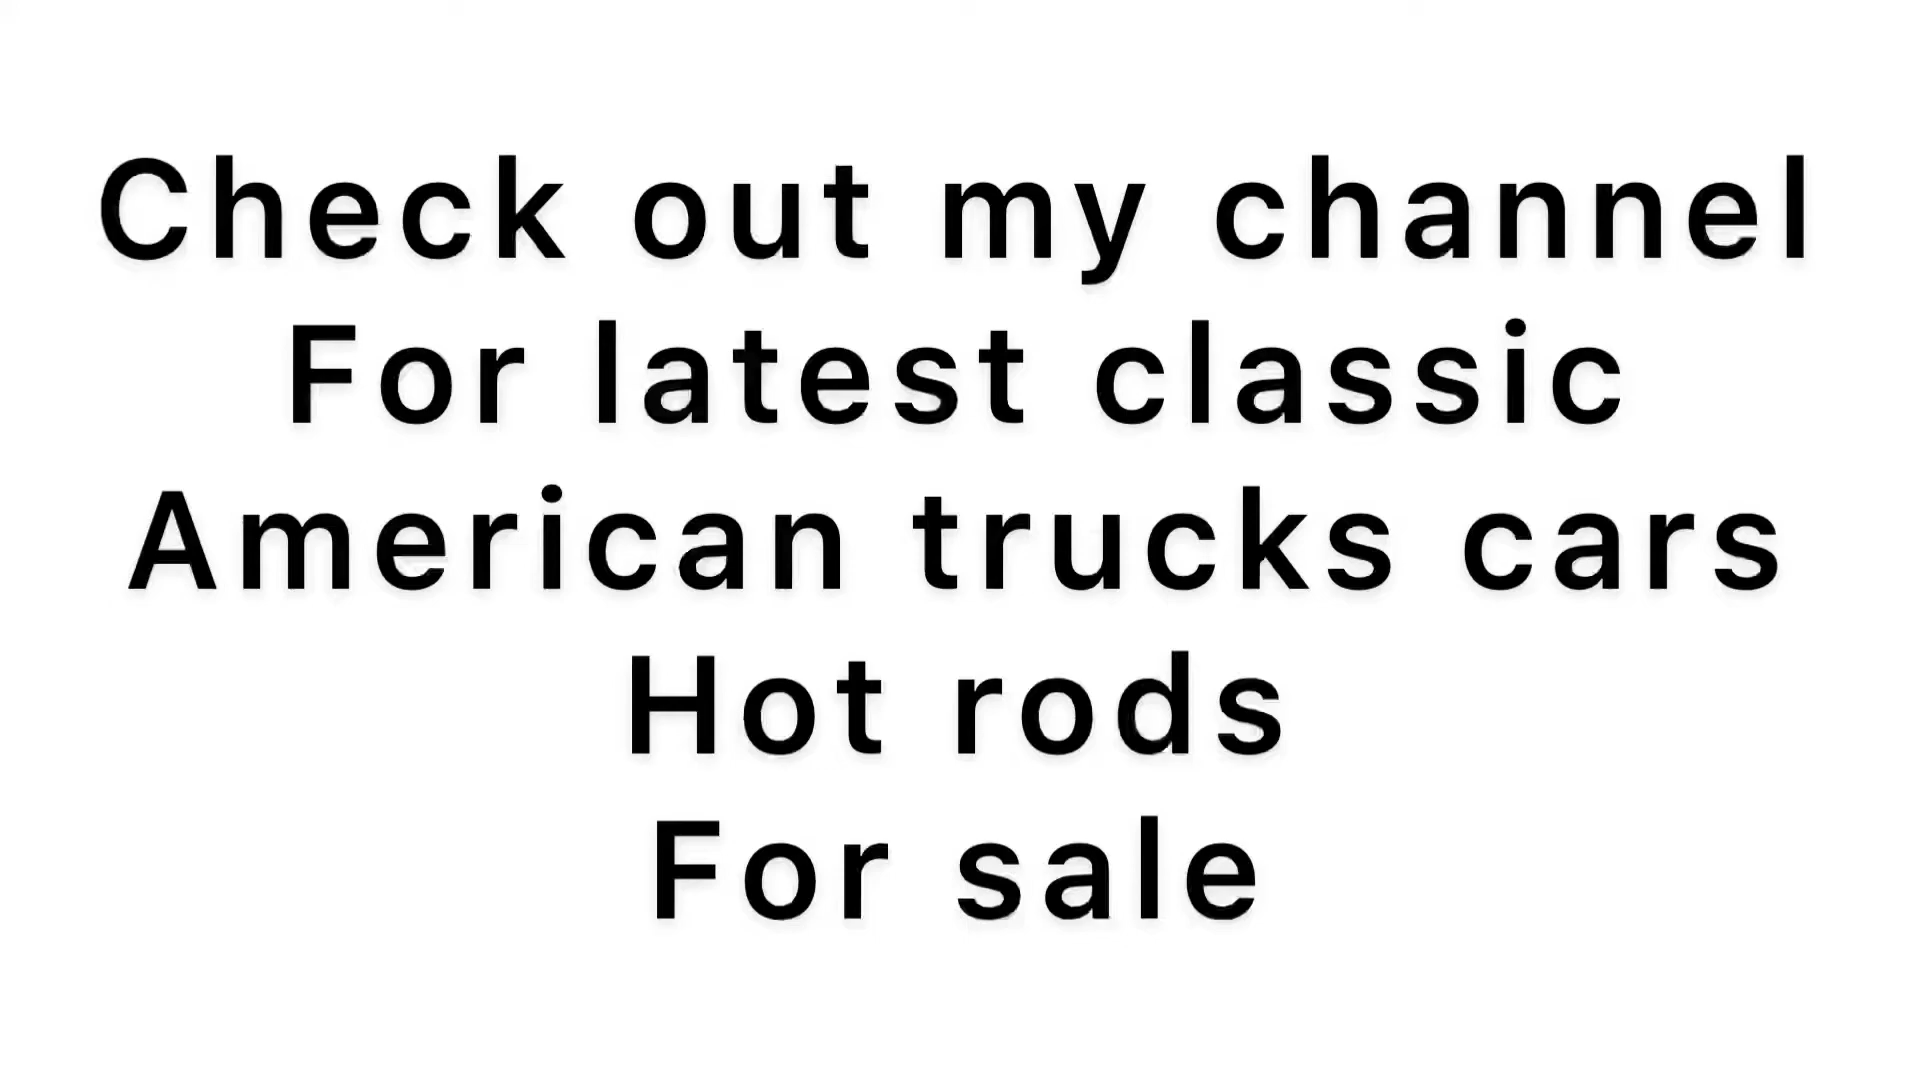 Check out my channel
For latest classic
American trucks cars
Hot rods
For sale